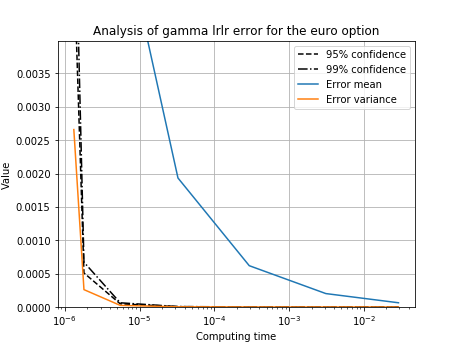 Analysis of gamma lrlr error for the euro option
95% confidence
99% confidence
Error mean
Error variance
Value
0.0035
0.0030
0.0025
0.0020
0.0015
0.0010
0.0005
0.0000
10⁻⁶ 10⁻⁵ 10⁻⁴ 10⁻³ 10⁻²
Computing time